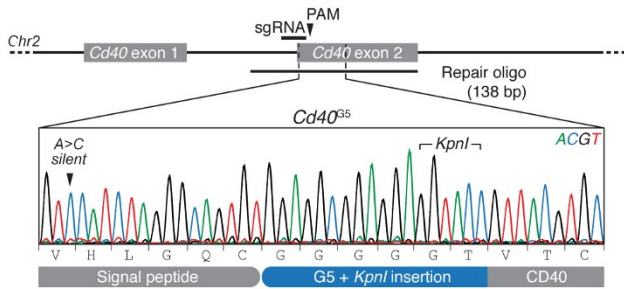 PAM
sgRNA
Chr2
Cd40 exon 1
Cd40 exon 2
Repair oligo
(138 bp)
Cd40G5
A>C
silent
KpnI
ACGT
V H L G Q C G G G G G T V T C
Signal peptide
G5 + KpnI insertion
CD40